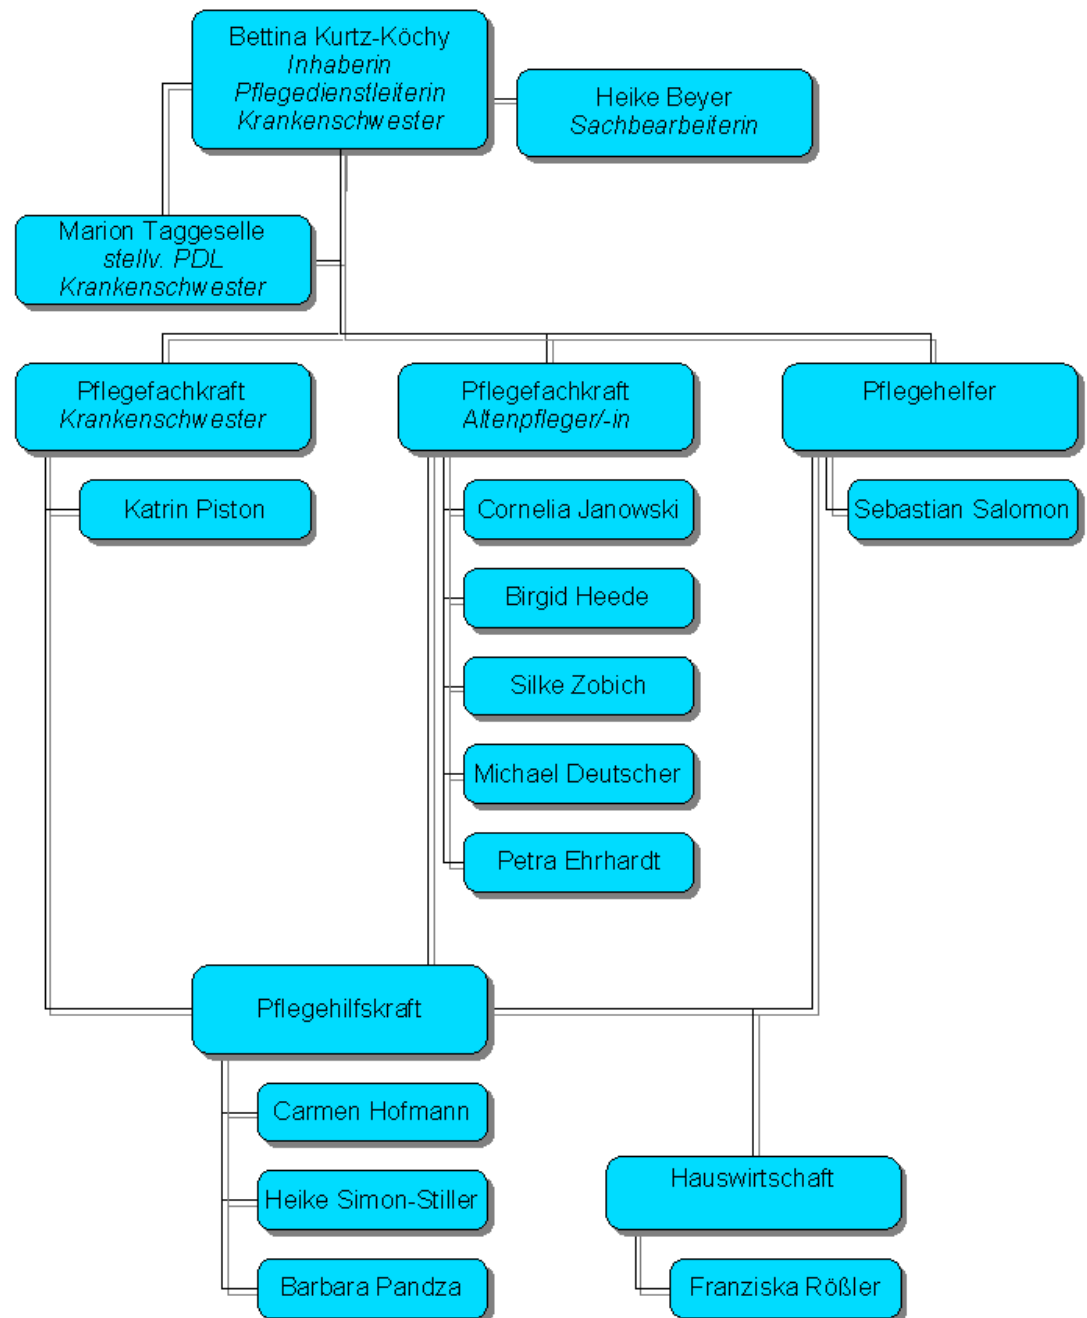 Bettina Kurtz-Köchy
Inhaberin
Pflegedienstleiterin
Krankenschwester
Heike Beyer
Sachbearbeiterin
Marion Taggeselle
stellv. PDL
Krankenschwester
Pflegefachkraft
Krankenschwester
Pflegefachkraft
Altenpfleger/-in
Pflegehelfer
Katrin Piston
Cornelia Janowski
Sebastian Salomon
Birgid Heede
Silke Zobich
Michael Deutscher
Petra Ehrhardt
Pflegehilfskraft
Carmen Hofmann
Heike Simon-Stiller
Barbara Pandza
Hauswirtschaft
Franziska Rößler